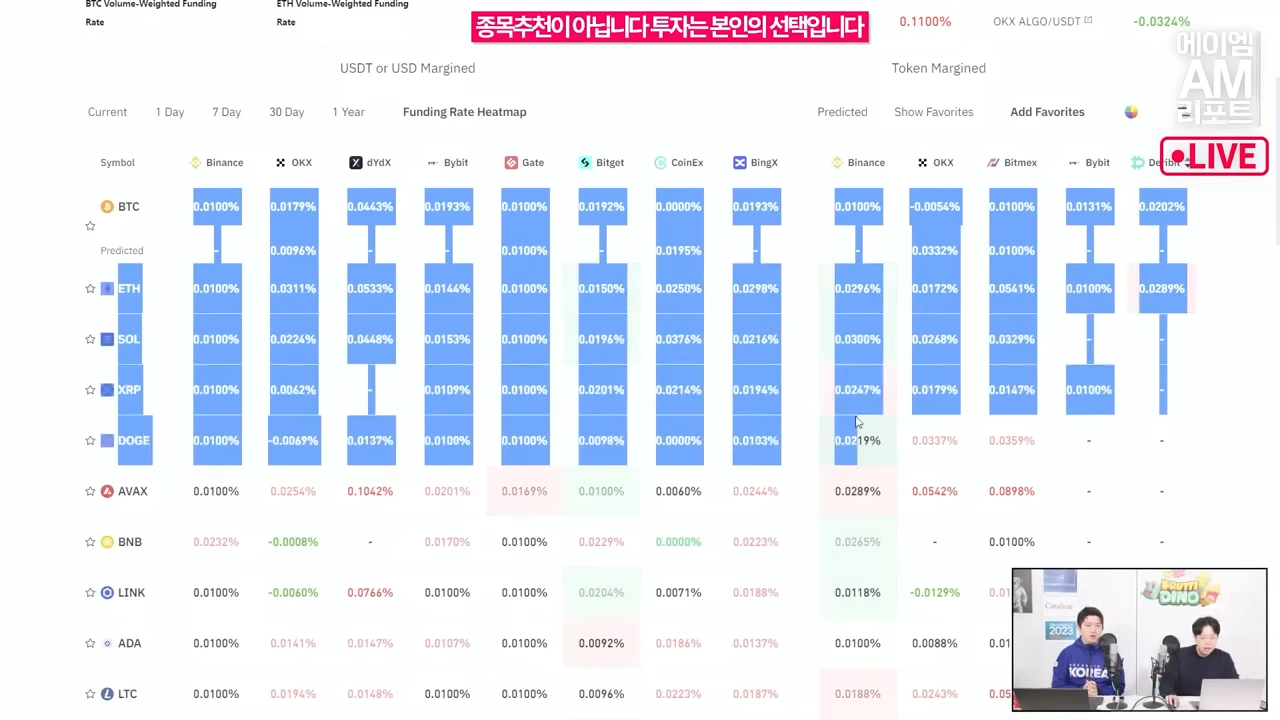 BTC Volume-Weighted Funding
Rate
ETH Volume-Weighted Funding
Rate
종목추천이 아닙니다 투자는 본인의 선택입니다
0.1100% OKX ALGO/USDT -0.0324%
에이엠
AM
리포트
LIVE
USDT or USD Margined Token Margined
Current 1 Day 7 Day 30 Day 1 Year Funding Rate Heatmap Predicted Show Favorites Add Favorites
Symbol Binance OKX dYdX Bybit Gate Bitget CoinEx BingX Binance OKX Bitmex Bybit Deribit
BTC 0.0100% 0.0179% 0.0443% 0.0193% 0.0100% 0.0192% 0.0000% 0.0193% 0.0100% -0.0054% 0.0100% 0.0131% 0.0202%
Predicted - 0.0096% - - 0.0100% - 0.0195% - - 0.0332% 0.0100% - -
ETH 0.0100% 0.0311% 0.0533% 0.0144% 0.0100% 0.0150% 0.0250% 0.0298% 0.0296% 0.0172% 0.0541% 0.0100% 0.0289%
SOL 0.0100% 0.0224% 0.0448% 0.0153% 0.0100% 0.0196% 0.0376% 0.0216% 0.0300% 0.0268% 0.0329% - -
XRP 0.0100% 0.0062% - 0.0109% 0.0100% 0.0201% 0.0214% 0.0194% 0.0247% 0.0179% 0.0147% 0.0100% -
DOGE 0.0100% -0.0069% 0.0137% 0.0100% 0.0100% 0.0098% 0.0000% 0.0103% 0.0219% 0.0337% 0.0359% - -
AVAX 0.0100% 0.0254% 0.1042% 0.0201% 0.0169% 0.0100% 0.0060% 0.0244% 0.0289% 0.0542% 0.0898% - -
BNB 0.0232% -0.0008% - 0.0170% 0.0100% 0.0229% 0.0000% 0.0223% 0.0265% - 0.0100% - -
LINK 0.0100% -0.0060% 0.0766% 0.0100% 0.0100% 0.0204% 0.0071% 0.0188% 0.0118% -0.0129%
ADA 0.0100% 0.0141% 0.0147% 0.0107% 0.0100% 0.0092% 0.0186% 0.0137% 0.0100% 0.0088%
LTC 0.0100% 0.0194% 0.0148% 0.0100% 0.0100% 0.0096% 0.0223% 0.0187% 0.0188% 0.0243%
Catalyze
2023
FRUTTI
DINO
KOREA